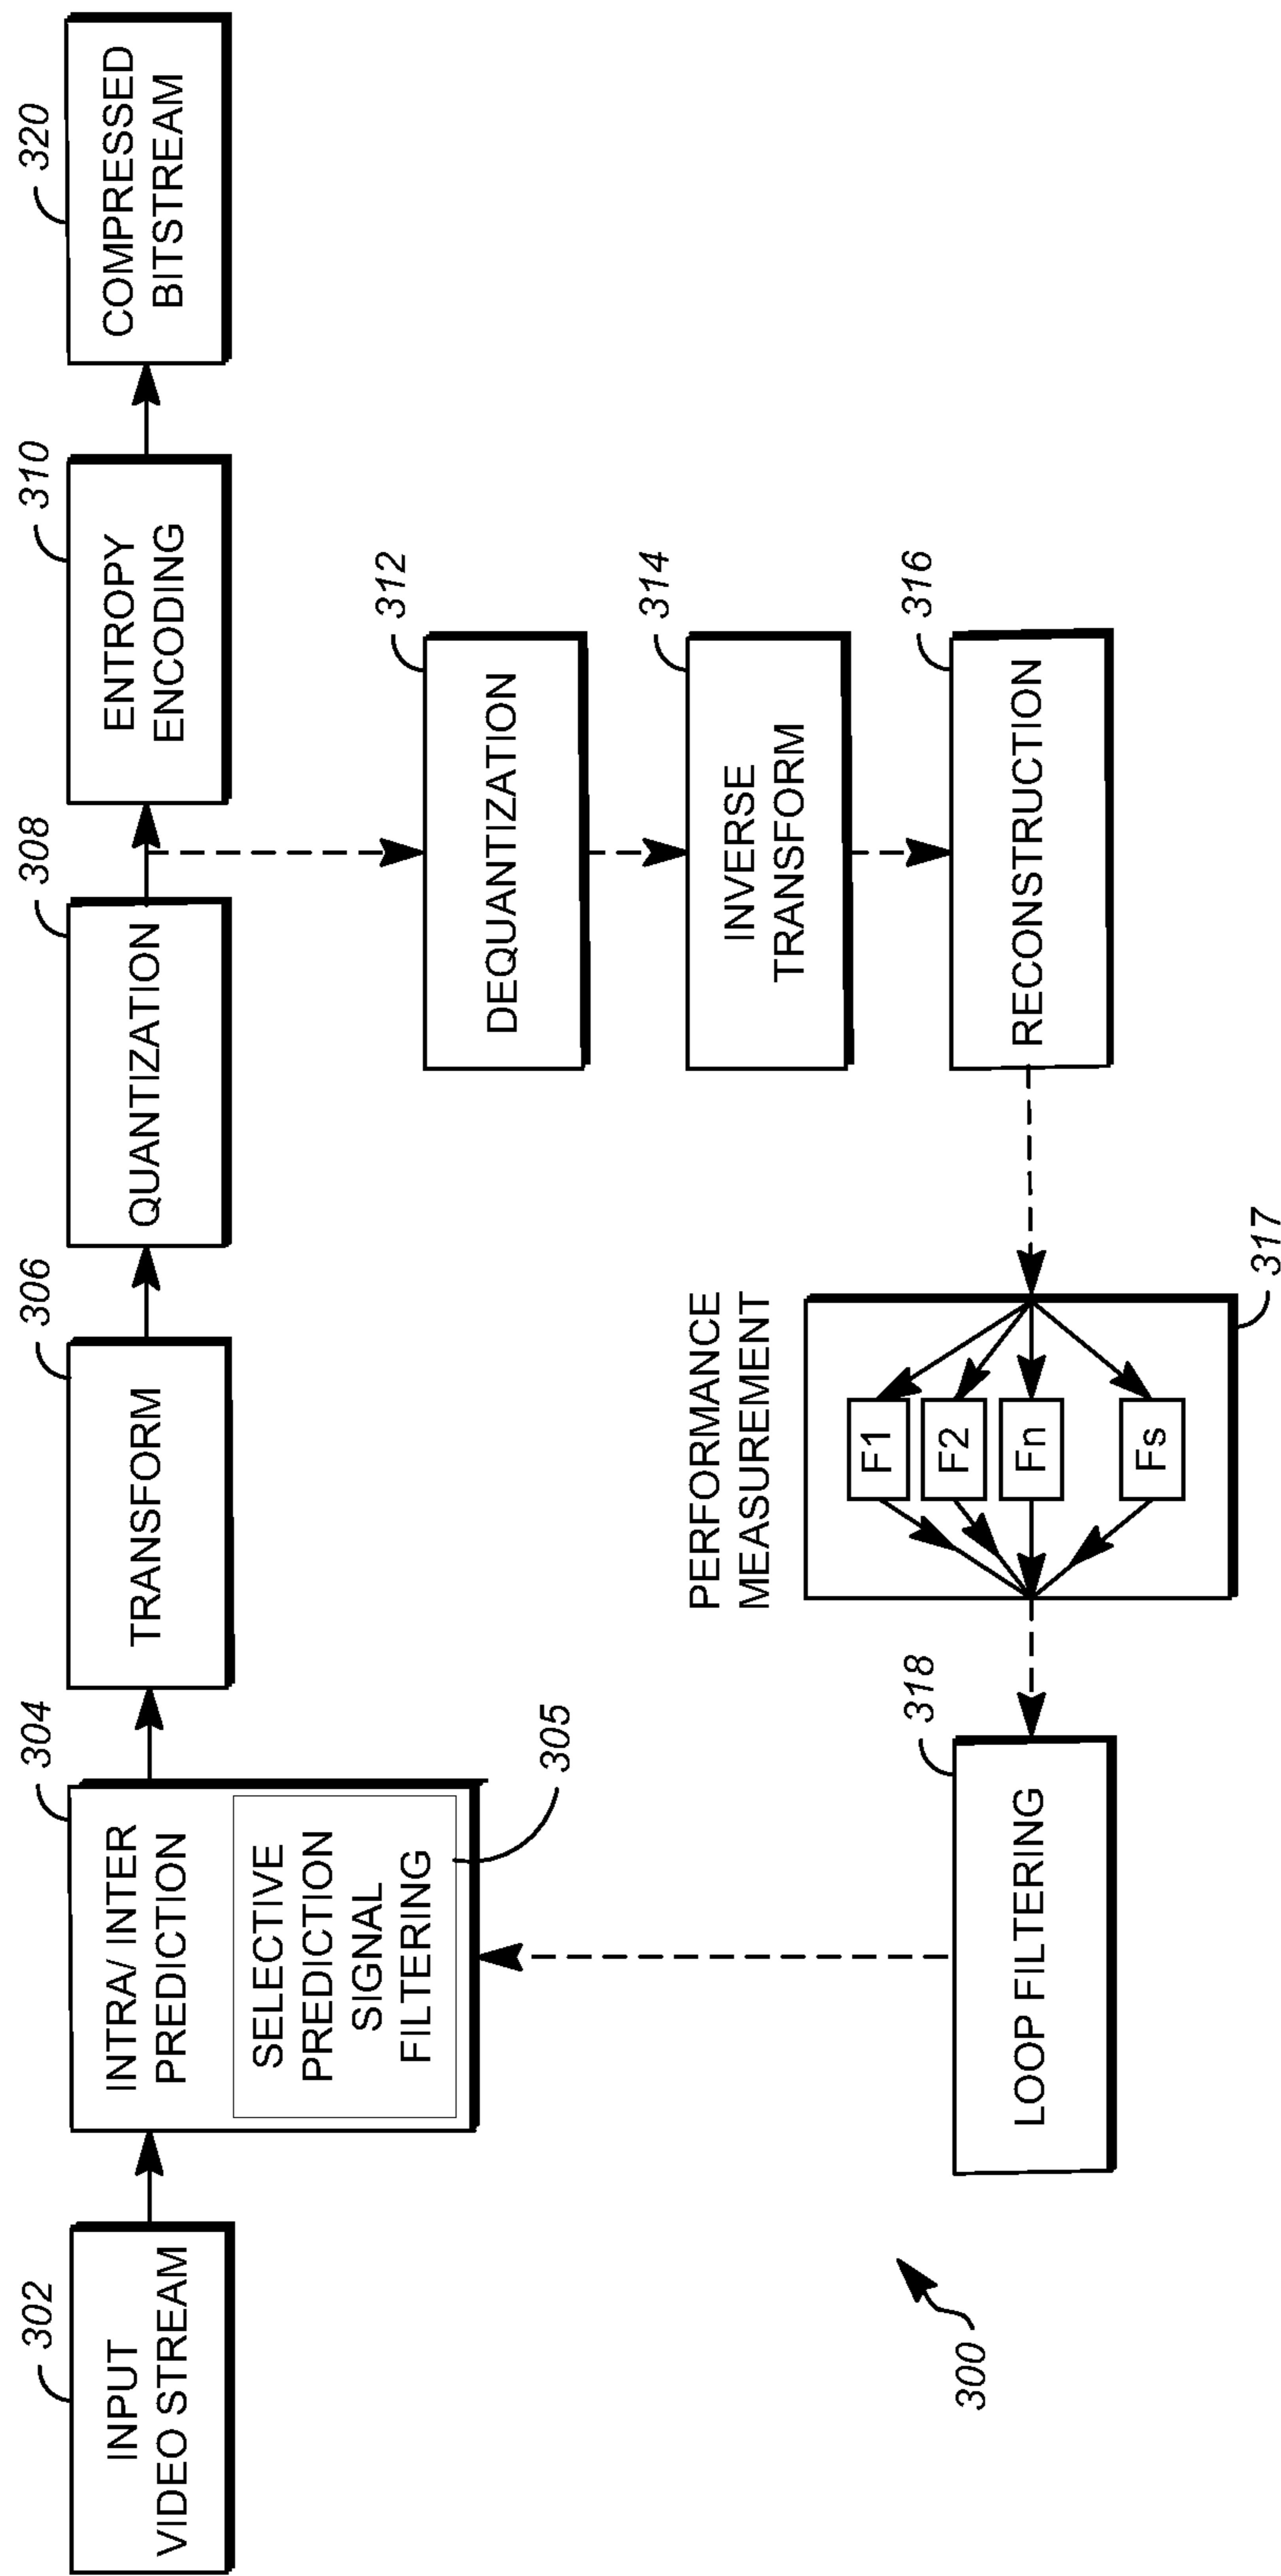 302
INPUT
VIDEO STREAM
304
INTRA/ INTER
PREDICTION
SELECTIVE
PREDICTION
SIGNAL
FILTERING
305
306
TRANSFORM
308
QUANTIZATION
310
ENTROPY
ENCODING
320
COMPRESSED
BITSTREAM
312
DEQUANTIZATION
314
INVERSE
TRANSFORM
316
RECONSTRUCTION
PERFORMANCE
MEASUREMENT
F1
F2
Fn
Fs
317
318
LOOP FILTERING
300